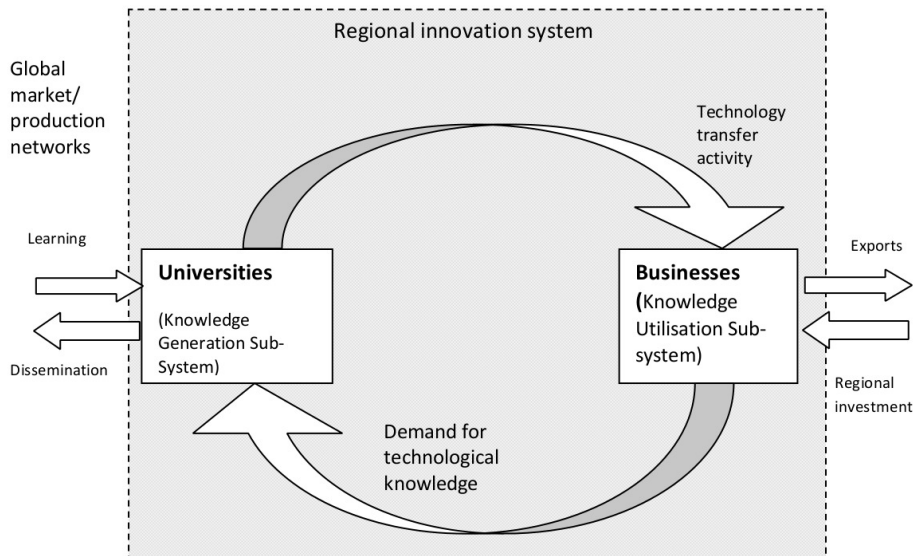 Regional innovation system
Global
market/
production
networks
Technology
transfer
activity
Learning
Universities
(Knowledge
Generation Sub-
System)
Dissemination
Businesses
(Knowledge
Utilisation Sub-
system)
Exports
Regional
investment
Demand for
technological
knowledge